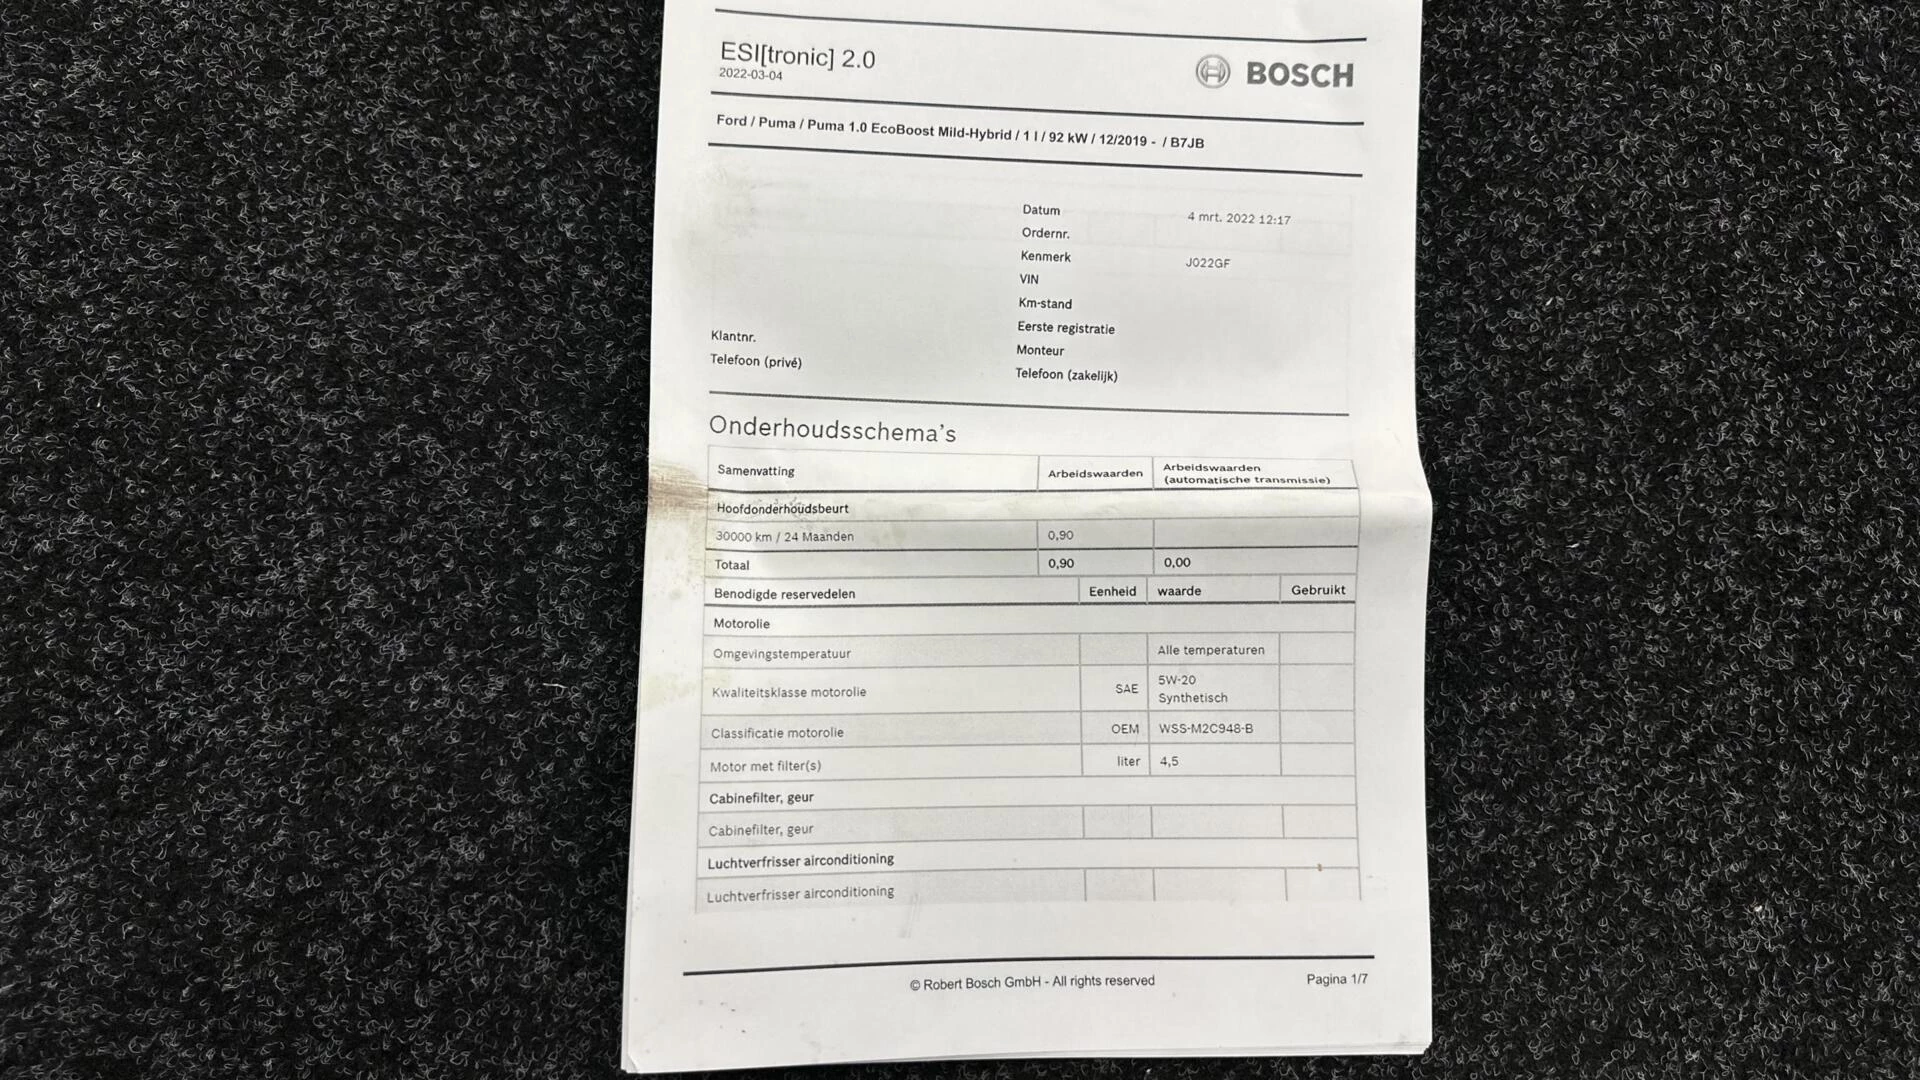 ESI[tronic] 2.0
2022-03-04
BOSCH
Ford / Puma / Puma 1.0 EcoBoost Mild-Hybrid / 1 l / 92 kW / 12/2019 - / B7JB
Datum 4 mrt. 2022 12:17
Ordernr.
Kenmerk J022GF
VIN
Km-stand
Eerste registratie
Klantnr. Monteur
Telefoon (privé) Telefoon (zakelijk)
Onderhoudsschema's
Samenvatting Arbeidswaarden Arbeidswaarden
(automatische transmissie)
Hoofdonderhoudsbeurt
30000 km / 24 Maanden 0,90
Totaal 0,90 0,00
Benodigde reservedelen Eenheid waarde Gebruikt
Motorolie
Omgevingstemperatuur Alle temperaturen
Kwaliteitsklasse motorolie SAE 5W-20
Synthetisch
Classificatie motorolie OEM WSS-M2C948-B
Motor met filter(s) liter 4,5
Cabinefilter, geur
Cabinefilter, geur
Luchtverfrisser airconditioning
Luchtverfrisser airconditioning
© Robert Bosch GmbH - All rights reserved Pagina 1/7